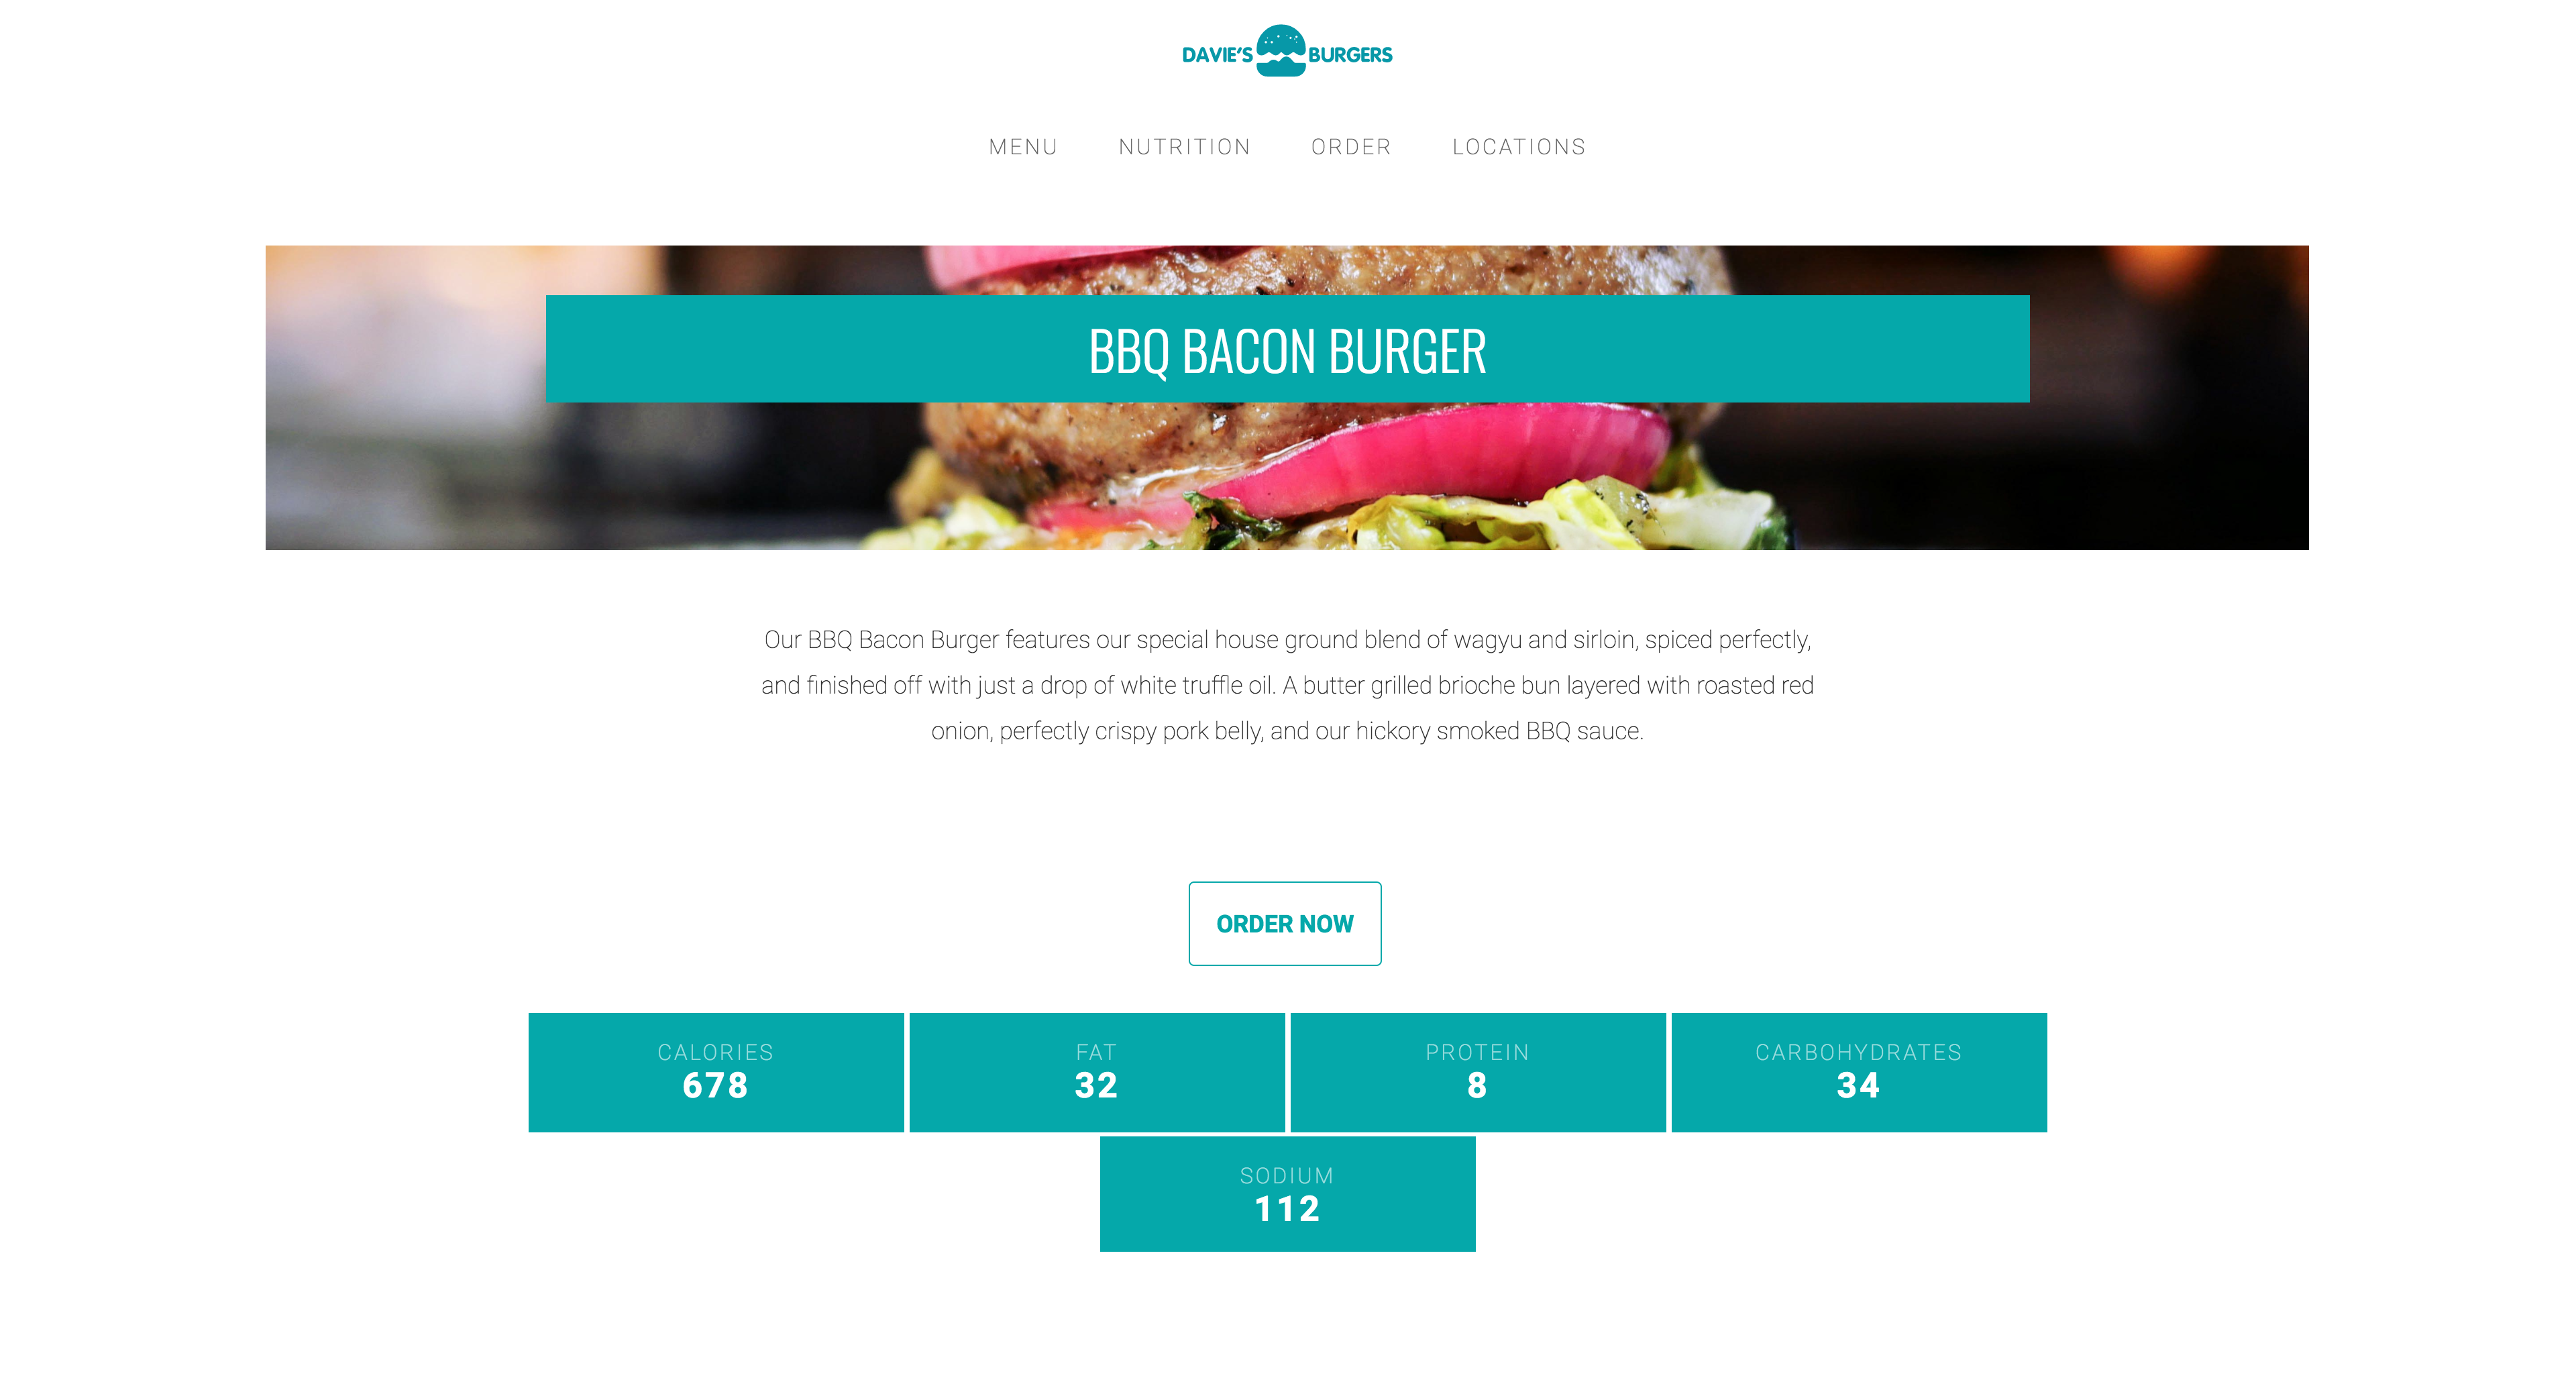 DAVIE'S BURGERS
MENU NUTRITION ORDER LOCATIONS
BBQ BACON BURGER
Our BBQ Bacon Burger features our special house ground blend of wagyu and sirloin, spiced perfectly,
and finished off with just a drop of white truffle oil. A butter grilled brioche bun layered with roasted red
onion, perfectly crispy pork belly, and our hickory smoked BBQ sauce.
ORDER NOW
CALORIES FAT PROTEIN CARBOHYDRATES
678 32 8 34
SODIUM
112